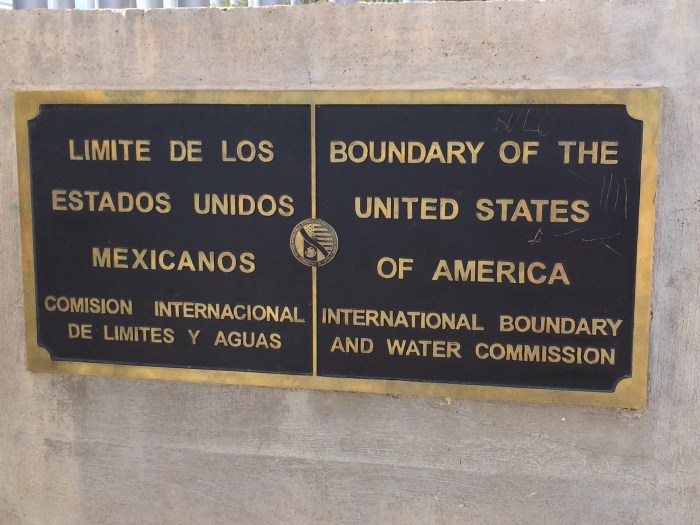 LIMITE DE LOS
ESTADOS UNIDOS
MEXICANOS
COMISION INTERNACIONAL
DE LIMITES Y AGUAS
BOUNDARY OF THE
UNITED STATES
OF AMERICA
INTERNATIONAL BOUNDARY
AND WATER COMMISSION